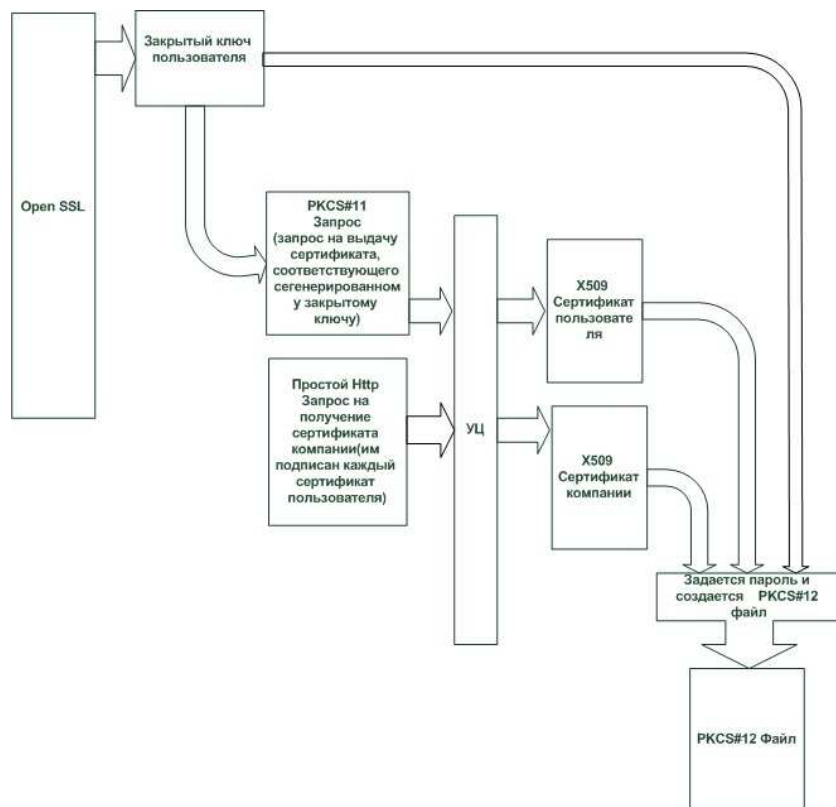 Закрытый ключ
пользователя
Open SSL
PKCS#11
Запрос
(запрос на выдачу
сертификата,
соответствующего
сегенерированном
у закрытому
ключу)
X509
Сертификат
пользовате
ля
Простой Http
Запрос на
получение
сертификата
компании(им
подписан каждый
сертификат
пользователя)
УЦ
X509
Сертификат
компании
Задается пароль и
создается PKCS#12
файл
PKCS#12 Файл